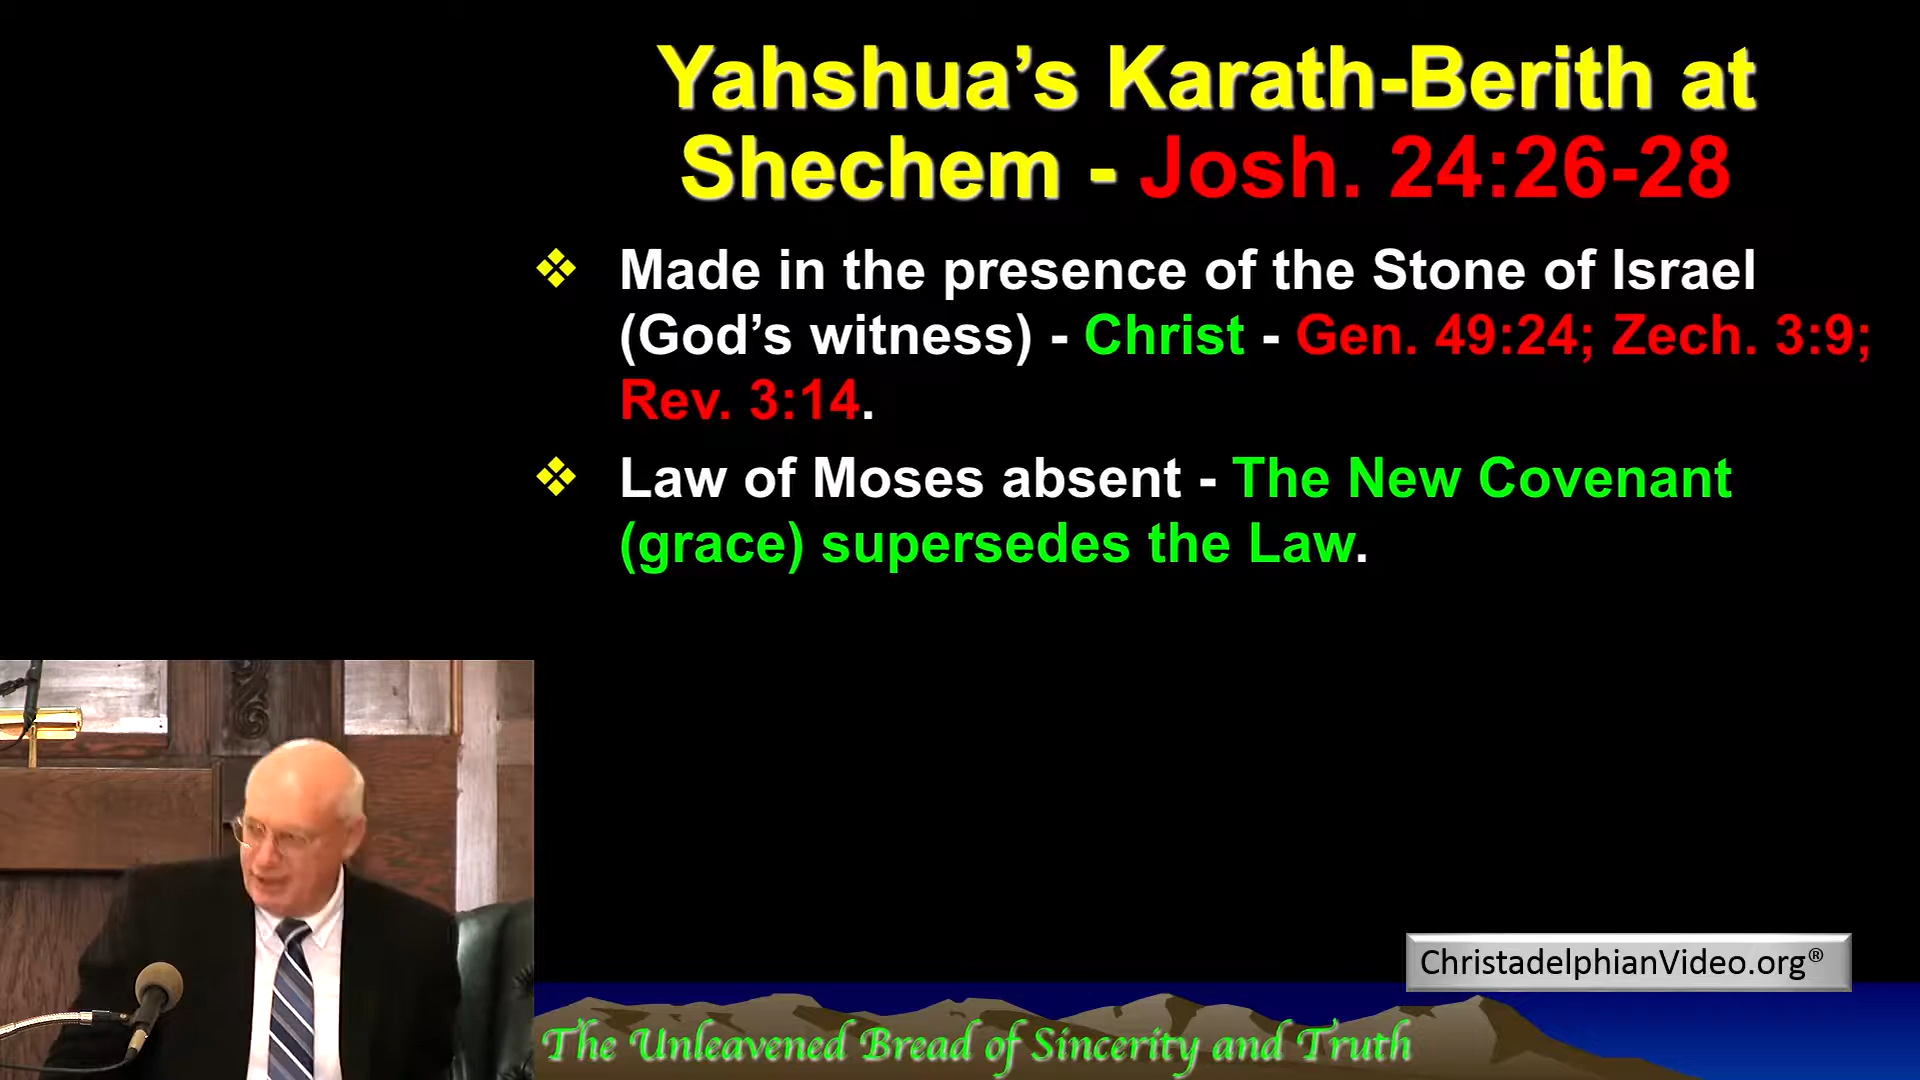 Yahshua’s Karath-Berith at
Shechem - Josh. 24:26-28
Made in the presence of the Stone of Israel
(God’s witness) - Christ - Gen. 49:24; Zech. 3:9;
Rev. 3:14.
Law of Moses absent - The New Covenant
(grace) supersedes the Law.
ChristadelphianVideo.org®
The Unleavened Bread of Sincerity and Truth